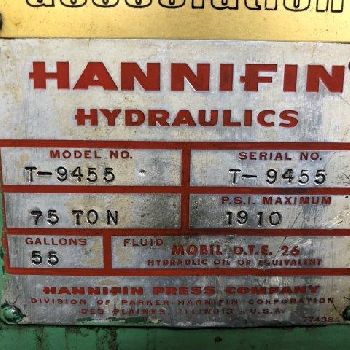 HANNIFIN
HYDRAULICS
MODEL NO. SERIAL NO.
T-9455 T-9455
P.S.I. MAXIMUM
75 TON 1910
GALLONS FLUID MOBIL D.T.E. 26
55 HYDRAULIC OIL OR EQUIVALENT
HANNIFIN PRESS COMPANY
DIVISION OF PARKER-HANNIFIN CORPORATION
DES PLAINES ILLINOIS U.S.A.